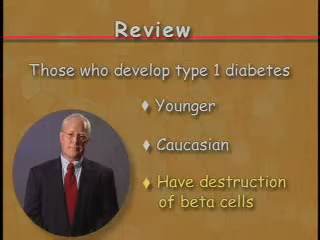 Review
Those who develop type 1 diabetes
♦ Younger
♦ Caucasian
♦ Have destruction
of beta cells